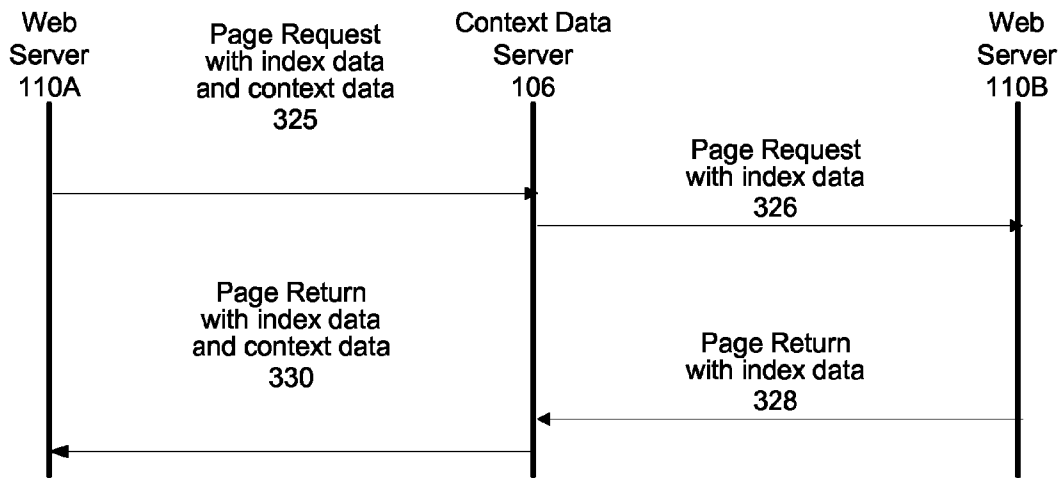 Web
Server
110A
Page Request
with index data
and context data
325
Context Data
Server
106
Web
Server
110B
Page Request
with index data
326
Page Return
with index data
and context data
330
Page Return
with index data
328